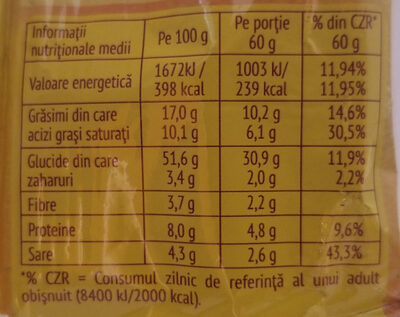 Informații nutriționale medii Pe 100 g Pe porție 60 g % din CZR* 60 g
Valoare energetică 1672kJ / 398 kcal 1003 kJ/ 239 kcal 11,94% 11,95%
Grăsimi din care 17,0 g 10,2 g 14,6%
acizi grași saturați 10,1 g 6,1 g 30,5%
Glucide din care 51,6 g 30,9 g 11,9%
zaharuri 3,4 g 2,0 g 2,2%
Fibre 3,7 g 2,2 g
Proteine 8,0 g 4,8 g 9,6%
Sare 4,3 g 2,6 g 43,3%
*% CZR = Consumul zilnic de referință al unui adult
obișnuit (8400 kJ/2000 kcal).